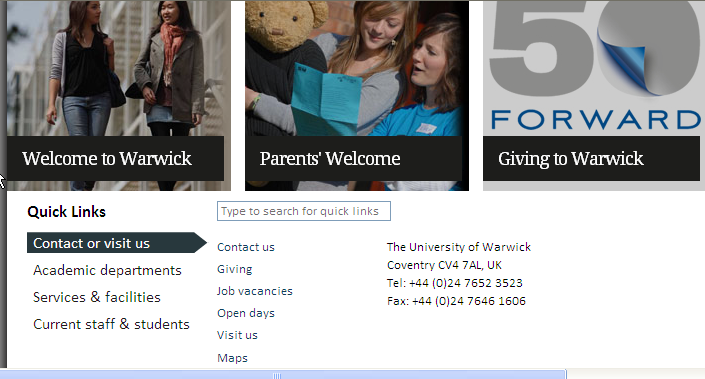 50
FORWARD
Welcome to Warwick
Parents' Welcome
Giving to Warwick
Quick Links
Type to search for quick links
Contact or visit us
Academic departments
Services & facilities
Current staff & students
Contact us
Giving
Job vacancies
Open days
Visit us
Maps
The University of Warwick
Coventry CV4 7AL, UK
Tel: +44 (0)24 7652 3523
Fax: +44 (0)24 7646 1606